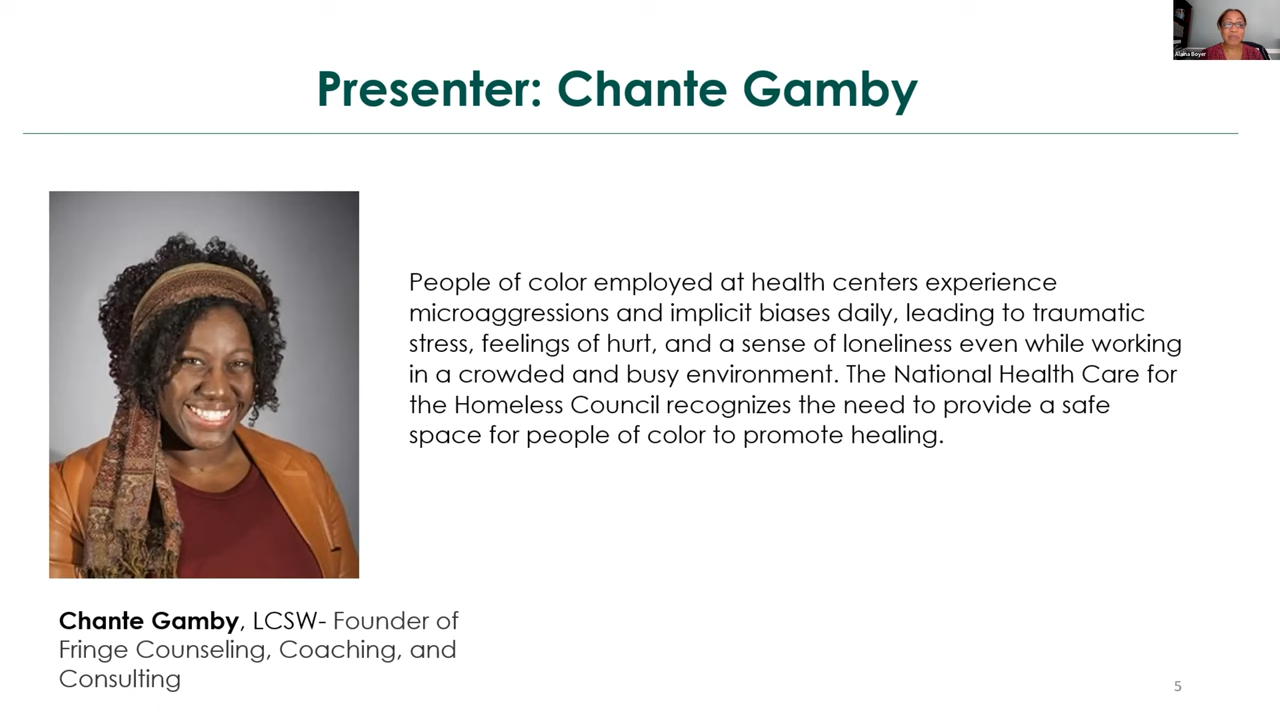 Alaina Boyer
Presenter: Chante Gamby
People of color employed at health centers experience
microaggressions and implicit biases daily, leading to traumatic
stress, feelings of hurt, and a sense of loneliness even while working
in a crowded and busy environment. The National Health Care for
the Homeless Council recognizes the need to provide a safe
space for people of color to promote healing.
Chante Gamby, LCSW- Founder of
Fringe Counseling, Coaching, and
Consulting
5